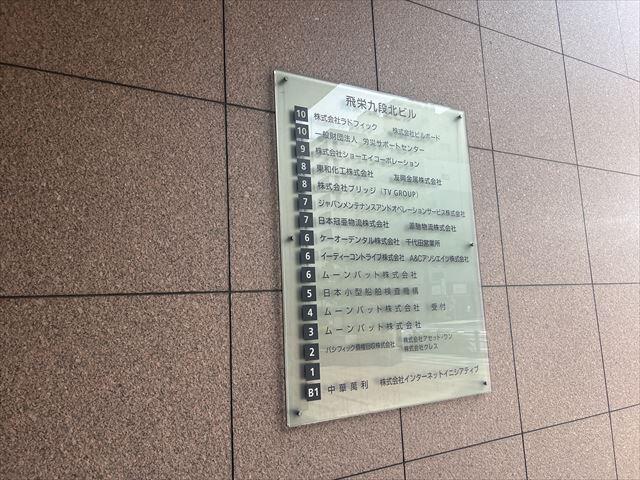 飛栄九段北ビル
10 株式会社ラドフィック 株式会社ビルボード
10 一般財団法人 労災サポートセンター
9 株式会社ショーエイコーポレーション
8 東和化工株式会社 友岡金属株式会社
8 株式会社ブリッジ（TV GROUP）
7 ジャパンメンテナンスアンドオペレーションサービス株式会社
7 日本冠亜物流株式会社 源馳物流株式会社
6 ケーオーデンタル株式会社 千代田営業所
6 イーディーコントライブ株式会社 A&Cアソシエイツ株式会社
6 ムーンバット株式会社
5 日本小型船舶検査機構
4 ムーンバット株式会社 受付
3 ムーンバット株式会社
2 パシフィック債権回収株式会社 株式会社アセット・ワン
株式会社クレス
1
B1 中華萬利 株式会社インターネットイニシアティブ